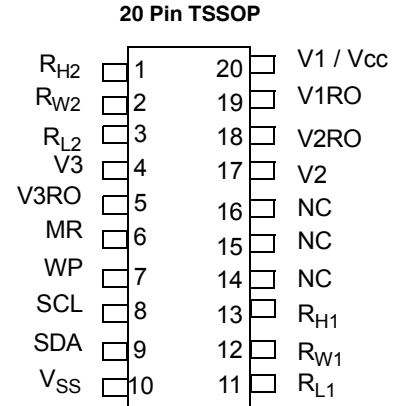 20 Pin TSSOP
RH2 1 20 V1 / Vcc
RW2 2 19 V1RO
RL2 3 18 V2RO
V3 4 17 V2
V3RO 5 16 NC
MR 6 15 NC
WP 7 14 NC
SCL 8 13 RH1
SDA 9 12 RW1
VSS 10 11 RL1